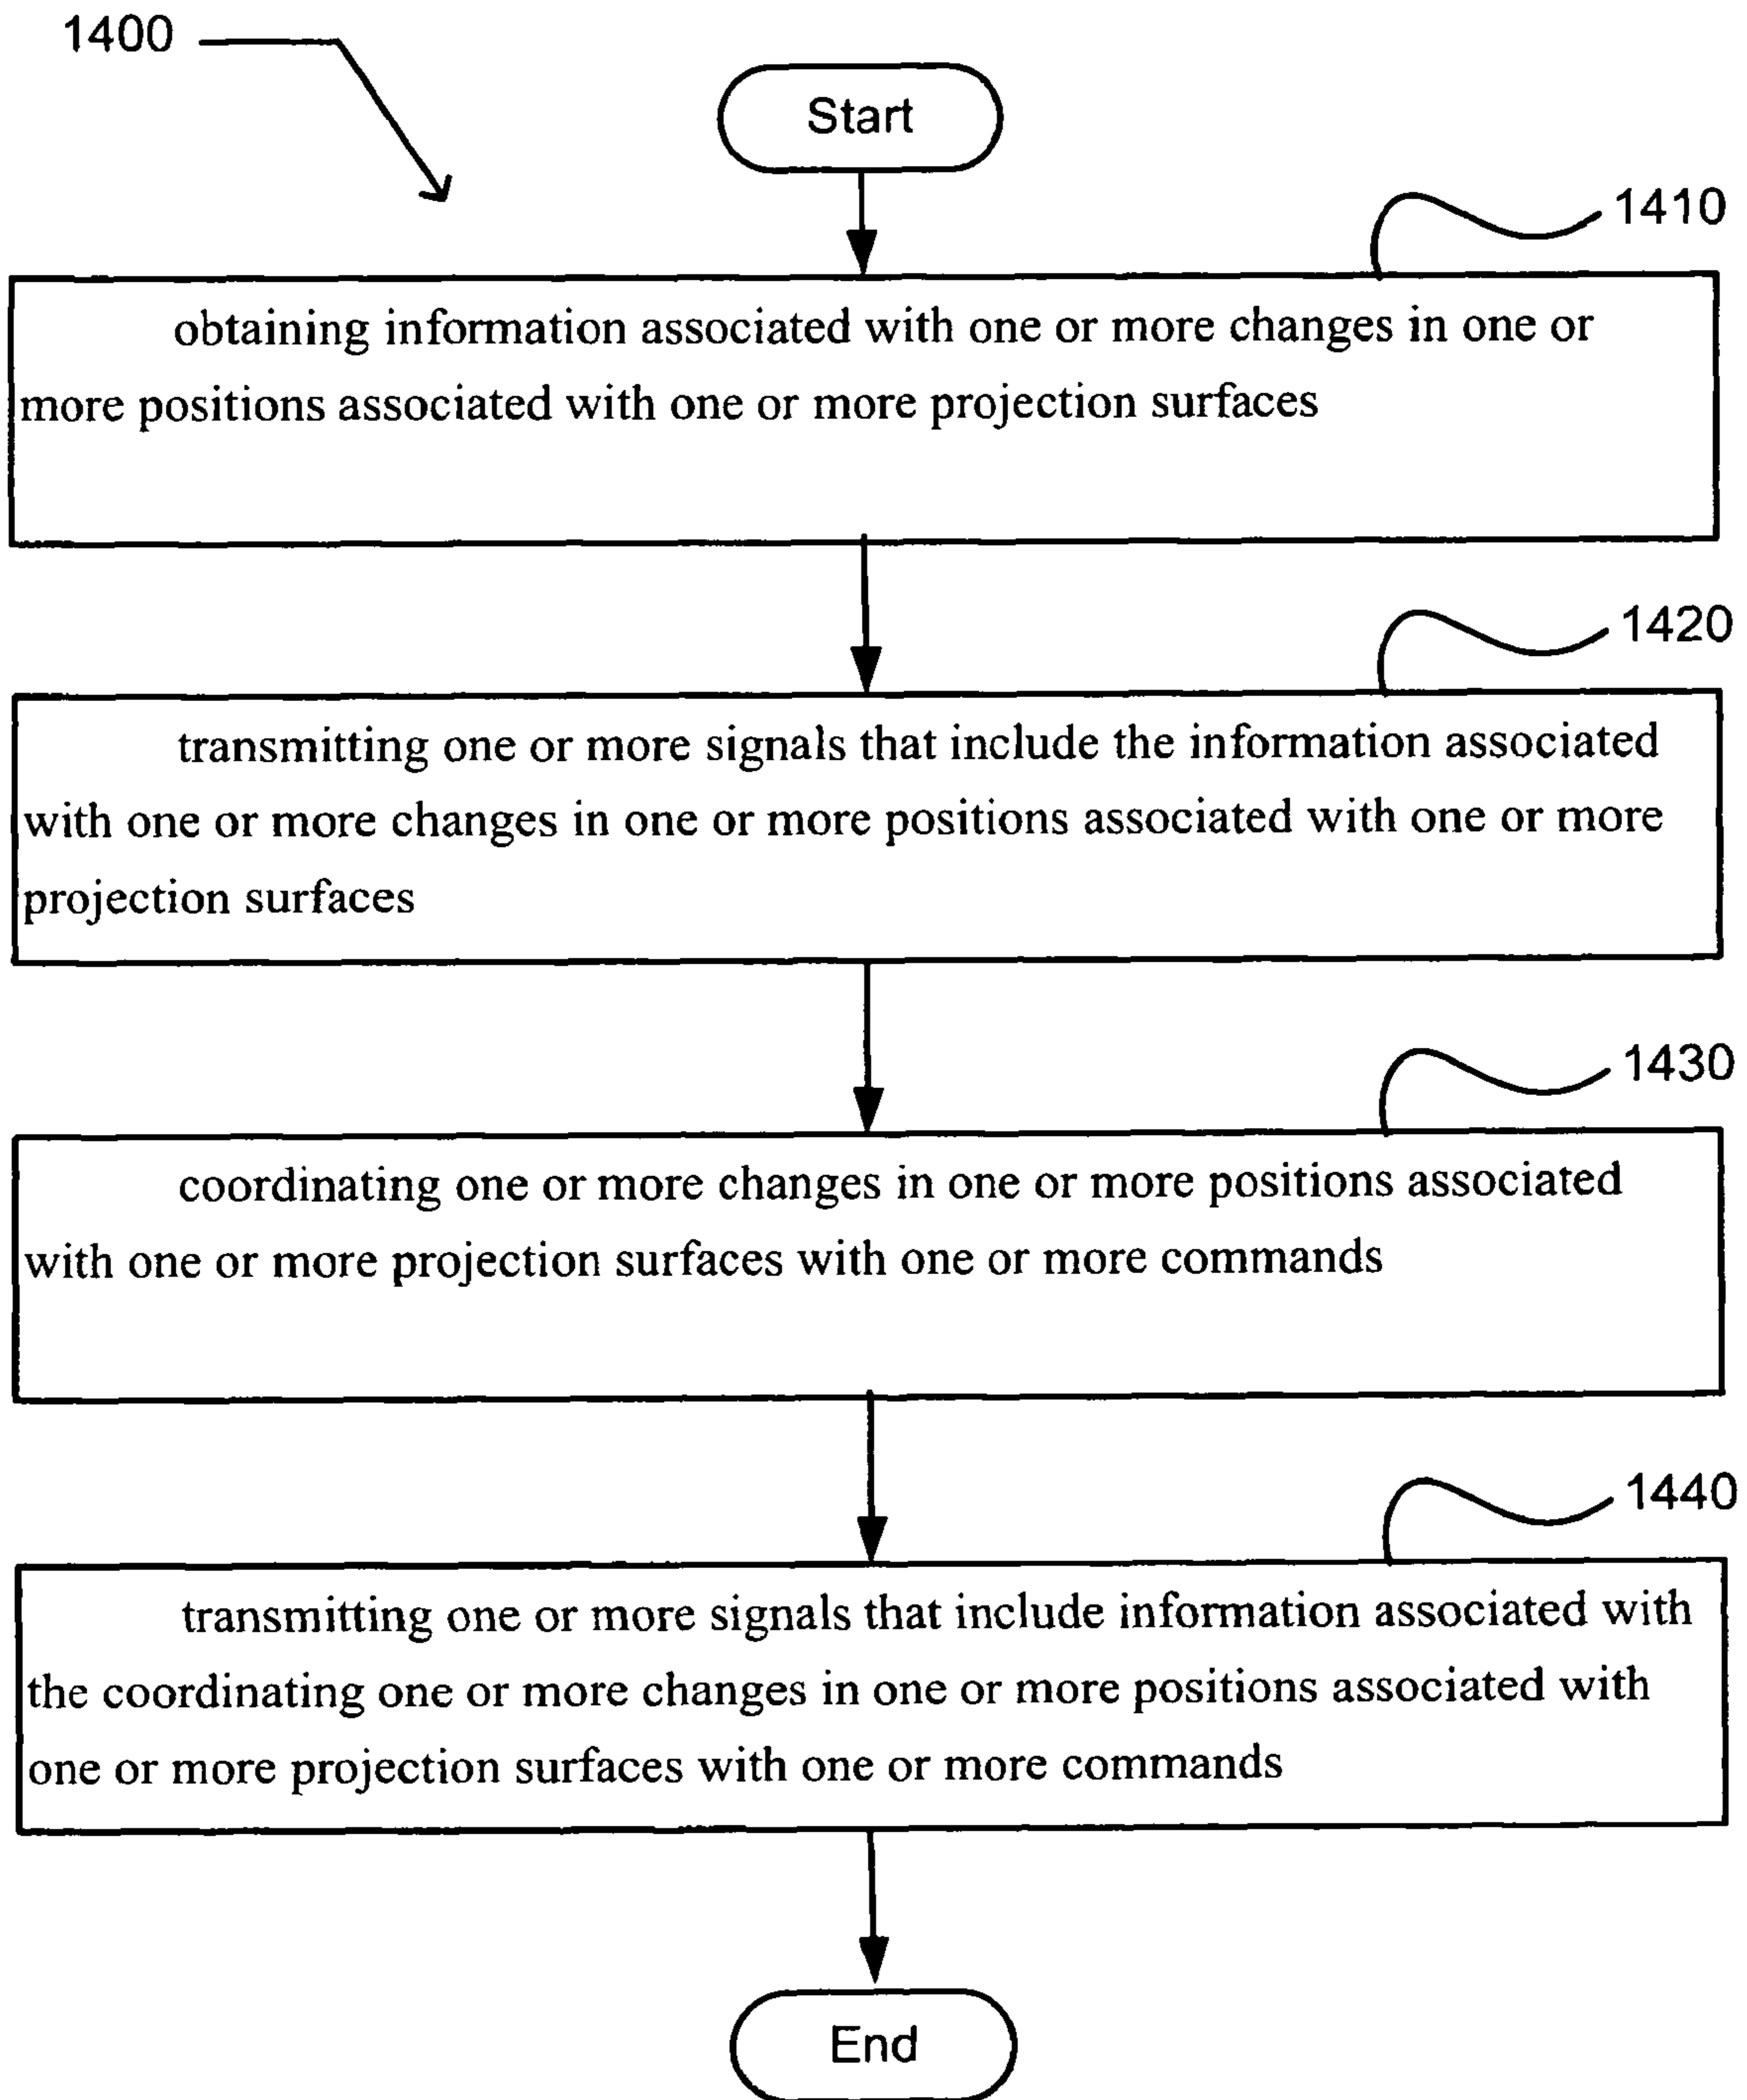 1400
Start
1410
obtaining information associated with one or more changes in one or
more positions associated with one or more projection surfaces
1420
transmitting one or more signals that include the information associated
with one or more changes in one or more positions associated with one or more
projection surfaces
1430
coordinating one or more changes in one or more positions associated
with one or more projection surfaces with one or more commands
1440
transmitting one or more signals that include information associated with
the coordinating one or more changes in one or more positions associated with
one or more projection surfaces with one or more commands
End